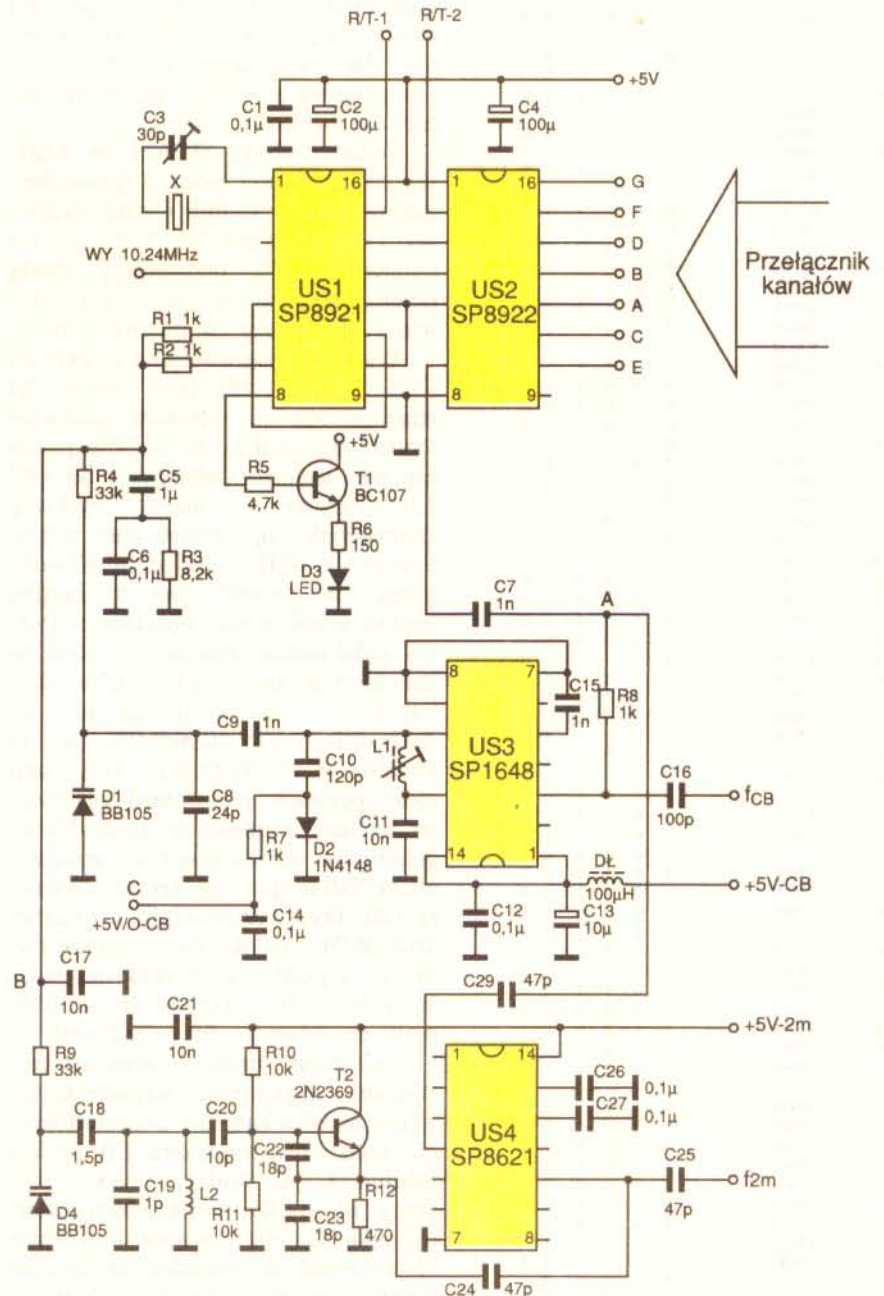 R/T-1 R/T-2
+5V
C1 0,1µ
C2 100µ
C4 100µ
C3 30p
X
WY 10.24MHz
1 16
US1
SP8921
8 9
1 16
US2
SP8922
8 9
G
F
D
B
A
C
E
Przełącznik
kanałów
R1 1k
R2 1k
+5V
R4 33k
C5 1µ
R5 4,7k
T1 BC107
C6 0,1µ
R3 8,2k
R6 150
D3 LED
C7 1n
A
8 7
US3
SP1648
14 1
C15 1n
R8 1k
C9 1n
L1
C10 120p
D1 BB105
C8 24p
R7 1k
D2 1N4148
C11 10n
C16 100p
fCB
DŁ 100µH
+5V-CB
C
+5V/O-CB
C14 0,1µ
C12 0,1µ
C13 10µ
B
C17 10n
C21 10n
C29 47p
+5V-2m
R9 33k
R10 10k
T2 2N2369
1 14
US4
SP8621
7 8
C26 0,1µ
C27 0,1µ
C18 1,5p
C20 10p
C22 18p
C25 47p
f2m
D4 BB105
C19 1p
L2
R11 10k
C23 18p
R12 470
C24 47p